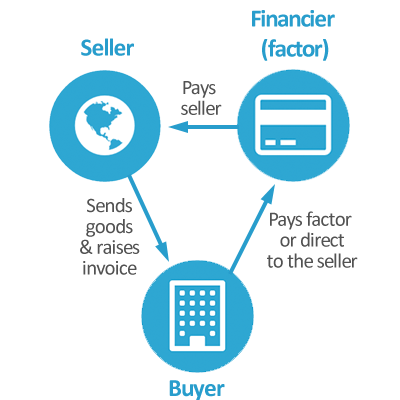 Financier
(factor)
Seller
Pays
seller
Sends
goods
& raises
invoice
Pays factor
or direct
to the seller
Buyer